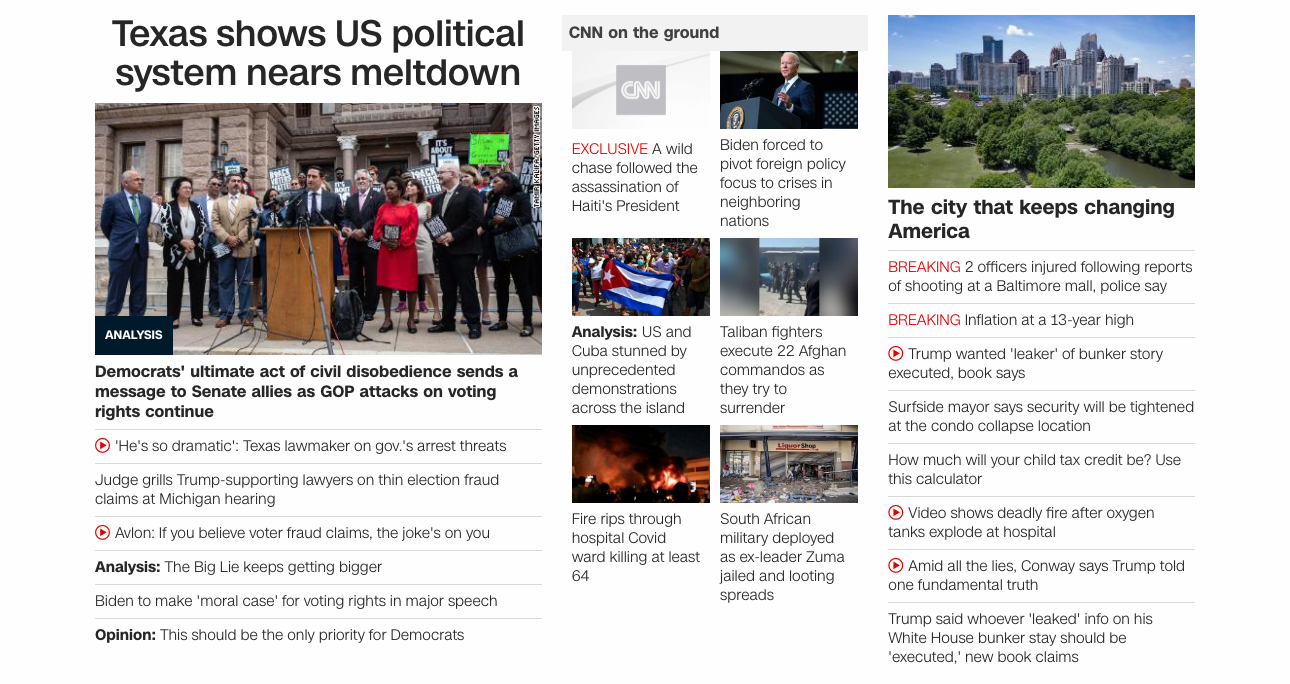 Texas shows US political
system nears meltdown
TAMIR KALIFA/GETTY IMAGES
IT'S
ABOUT
ANALYSIS
Democrats' ultimate act of civil disobedience sends a
message to Senate allies as GOP attacks on voting
rights continue
'He's so dramatic': Texas lawmaker on gov.'s arrest threats
Judge grills Trump-supporting lawyers on thin election fraud
claims at Michigan hearing
Avlon: If you believe voter fraud claims, the joke's on you
Analysis: The Big Lie keeps getting bigger
Biden to make 'moral case' for voting rights in major speech
Opinion: This should be the only priority for Democrats
CNN on the ground
CNN
EXCLUSIVE A wild
chase followed the
assassination of
Haiti's President
Biden forced to
pivot foreign policy
focus to crises in
neighboring
nations
Analysis: US and
Cuba stunned by
unprecedented
demonstrations
across the island
Taliban fighters
execute 22 Afghan
commandos as
they try to
surrender
Fire rips through
hospital Covid
ward killing at least
64
LiquorShop
South African
military deployed
as ex-leader Zuma
jailed and looting
spreads
The city that keeps changing
America
BREAKING 2 officers injured following reports
of shooting at a Baltimore mall, police say
BREAKING Inflation at a 13-year high
Trump wanted 'leaker' of bunker story
executed, book says
Surfside mayor says security will be tightened
at the condo collapse location
How much will your child tax credit be? Use
this calculator
Video shows deadly fire after oxygen
tanks explode at hospital
Amid all the lies, Conway says Trump told
one fundamental truth
Trump said whoever 'leaked' info on his
White House bunker stay should be
'executed,' new book claims